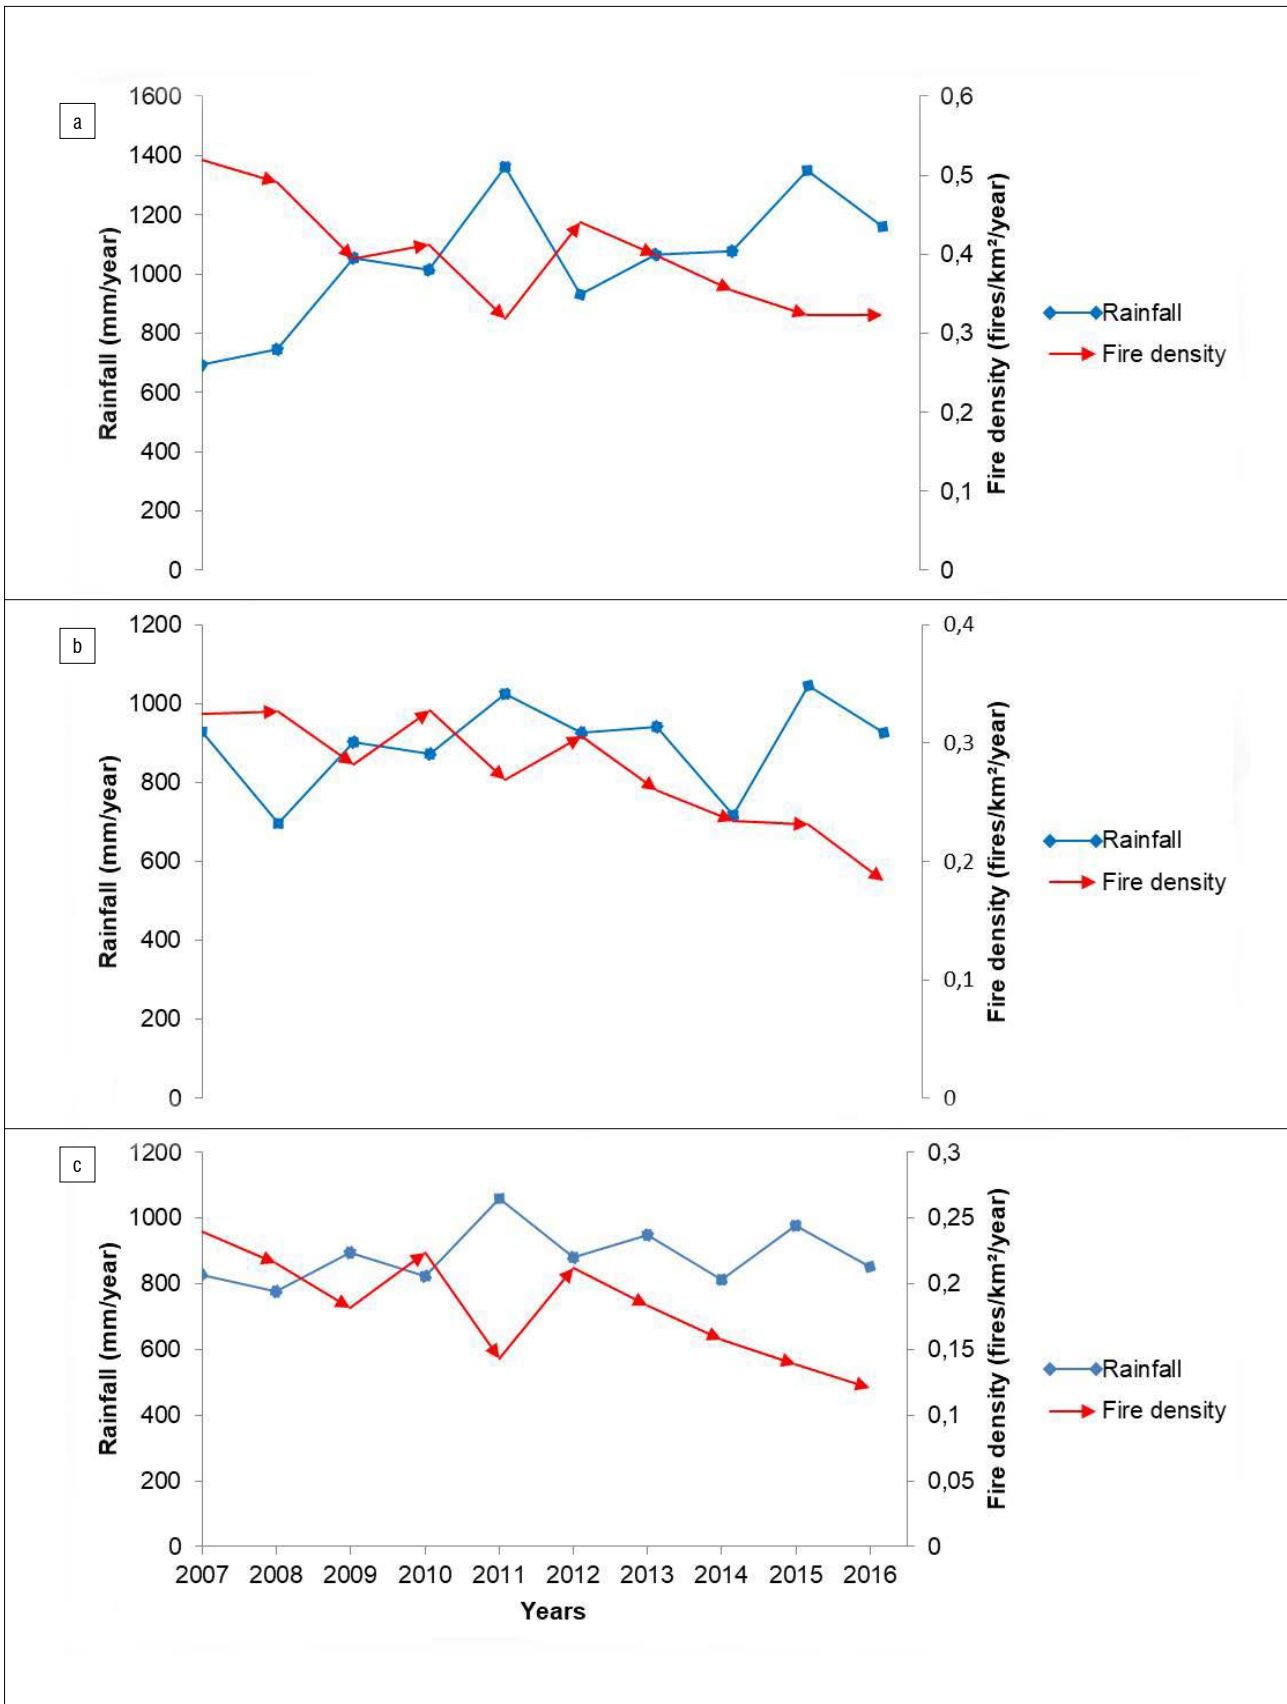 a
Rainfall (mm/year)
1600
1400
1200
1000
800
600
400
200
0
0,6
0,5
0,4
0,3
0,2
0,1
0
Fire density (fires/km²/year)
Rainfall
Fire density
b
Rainfall (mm/year)
1200
1000
800
600
400
200
0
0,4
0,3
0,2
0,1
0
Fire density (fires/km²/year)
Rainfall
Fire density
c
Rainfall (mm/year)
1200
1000
800
600
400
200
0
0,3
0,25
0,2
0,15
0,1
0,05
0
Fire density (fires/km²/year)
Rainfall
Fire density
2007 2008 2009 2010 2011 2012 2013 2014 2015 2016
Years